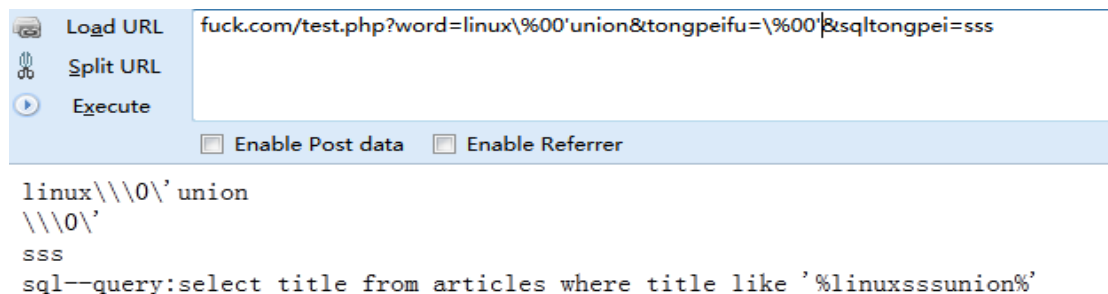 Load URL
fuck.com/test.php?word=linux\%00'union&tongpeifu=\%00'&sqltongpei=sss
Split URL
Execute
Enable Post data Enable Referrer
linux\\\0\'union
\\\0\'
sss
sql--query:select title from articles where title like '%linuxsssunion%'